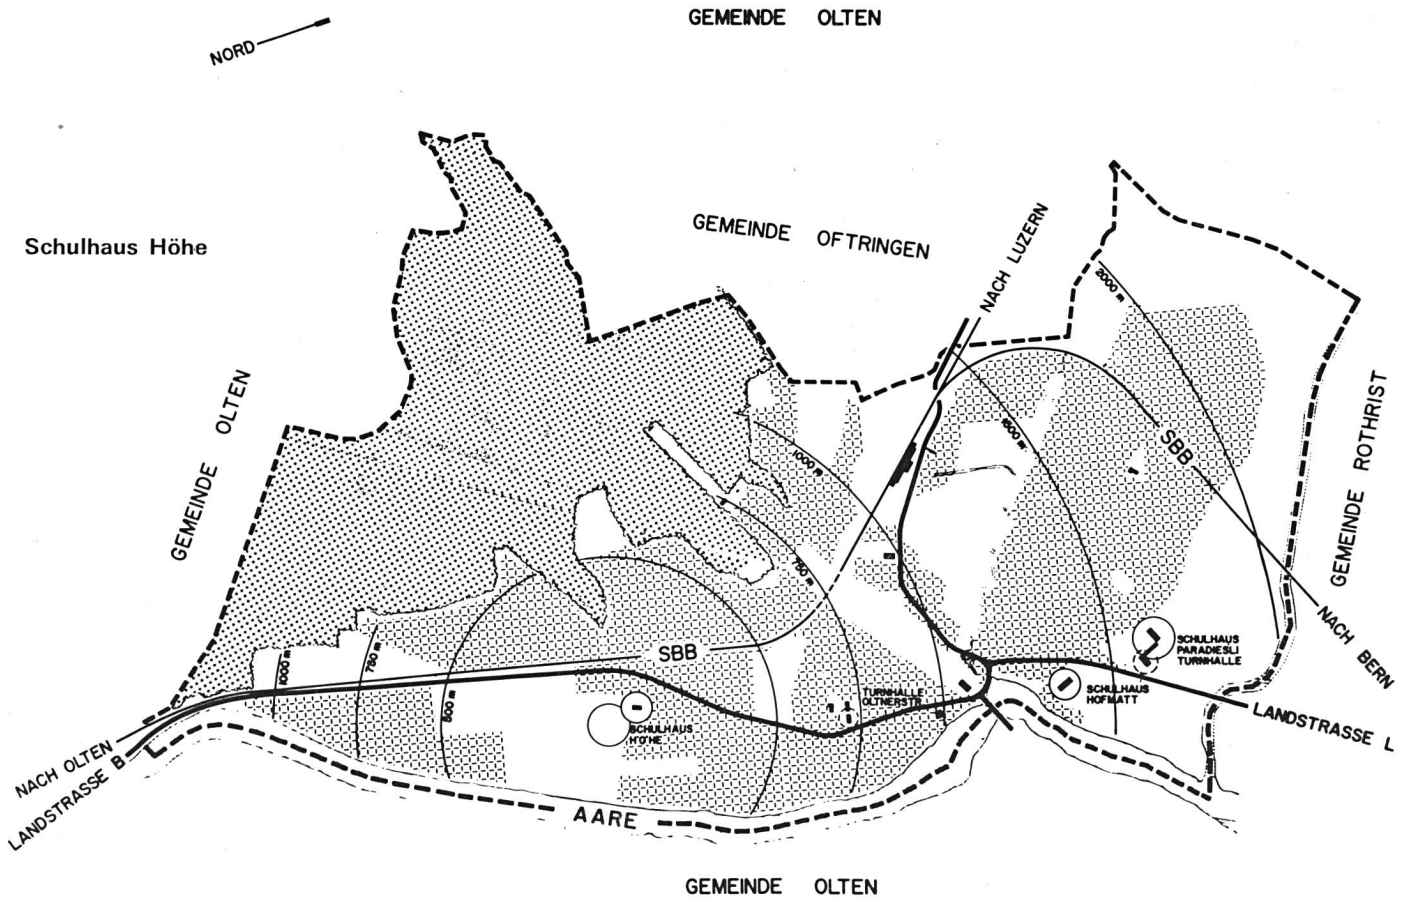 GEMEINDE OLTEN
NORD
Schulhaus Höhe
GEMEINDE OFTRINGEN
NACH LUZERN
2000 m
GEMEINDE OLTEN
GEMEINDE ROTHRIST
1000 m
1500 m
SBB
750 m
NACH BERN
1000 m
750 m
SBB
500 m
SCHULHAUS
PARADIESLI
TURNHALLE
SCHULHAUS
HOFMATT
TURNHALLE
OLTNERSTR.
SCHULHAUS
HÖHE
LANDSTRASSE L
NACH OLTEN
LANDSTRASSE B
AARE
GEMEINDE OLTEN